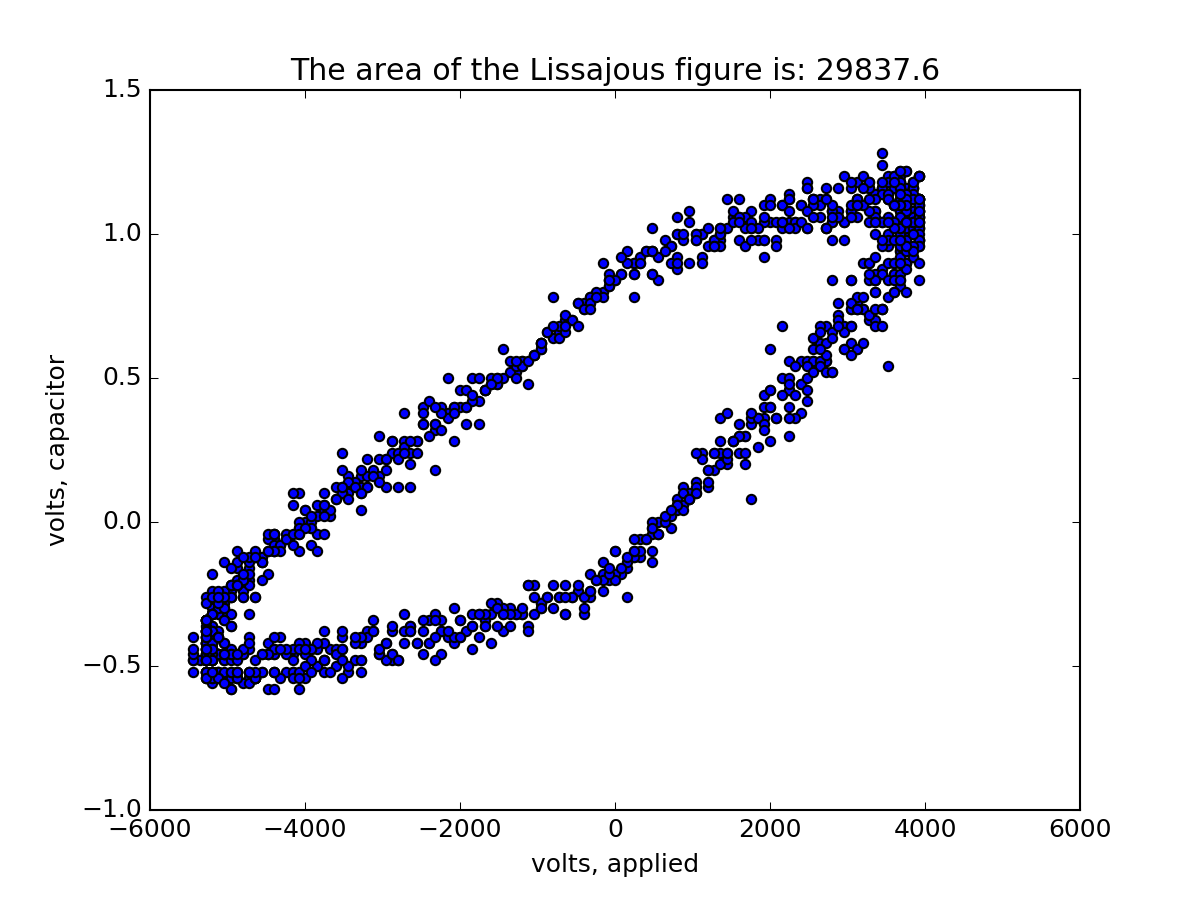 The area of the Lissajous figure is: 29837.6
1.5
1.0
0.5
0.0
−0.5
−1.0
volts, capacitor
−6000 −4000 −2000 0 2000 4000 6000
volts, applied